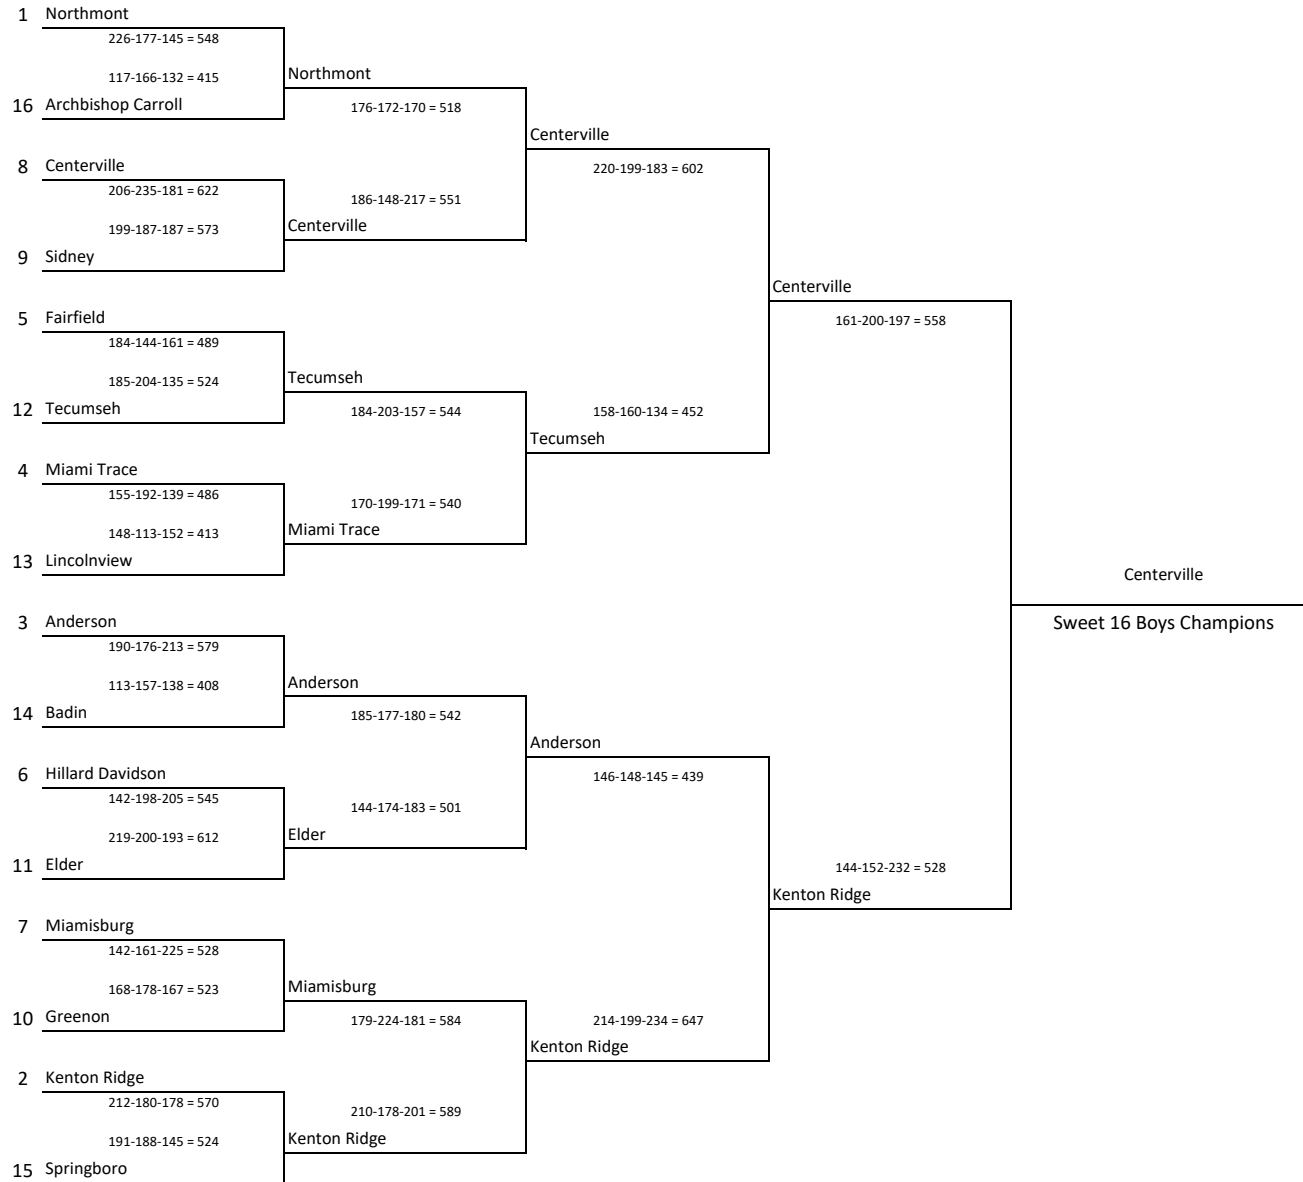 1 Northmont
226-177-145 = 548
117-166-132 = 415
Northmont
16 Archbishop Carroll
176-172-170 = 518
Centerville
8 Centerville
220-199-183 = 602
206-235-181 = 622
186-148-217 = 551
199-187-187 = 573
Centerville
9 Sidney
Centerville
5 Fairfield
161-200-197 = 558
184-144-161 = 489
185-204-135 = 524
Tecumseh
12 Tecumseh
184-203-157 = 544
158-160-134 = 452
Tecumseh
4 Miami Trace
155-192-139 = 486
170-199-171 = 540
148-113-152 = 413
Miami Trace
13 Lincolnview
Centerville
3 Anderson
Sweet 16 Boys Champions
190-176-213 = 579
113-157-138 = 408
Anderson
14 Badin
185-177-180 = 542
Anderson
6 Hillard Davidson
146-148-145 = 439
142-198-205 = 545
144-174-183 = 501
219-200-193 = 612
Elder
11 Elder
144-152-232 = 528
Kenton Ridge
7 Miamisburg
142-161-225 = 528
168-178-167 = 523
Miamisburg
10 Greenon
179-224-181 = 584
214-199-234 = 647
Kenton Ridge
2 Kenton Ridge
212-180-178 = 570
210-178-201 = 589
191-188-145 = 524
Kenton Ridge
15 Springboro